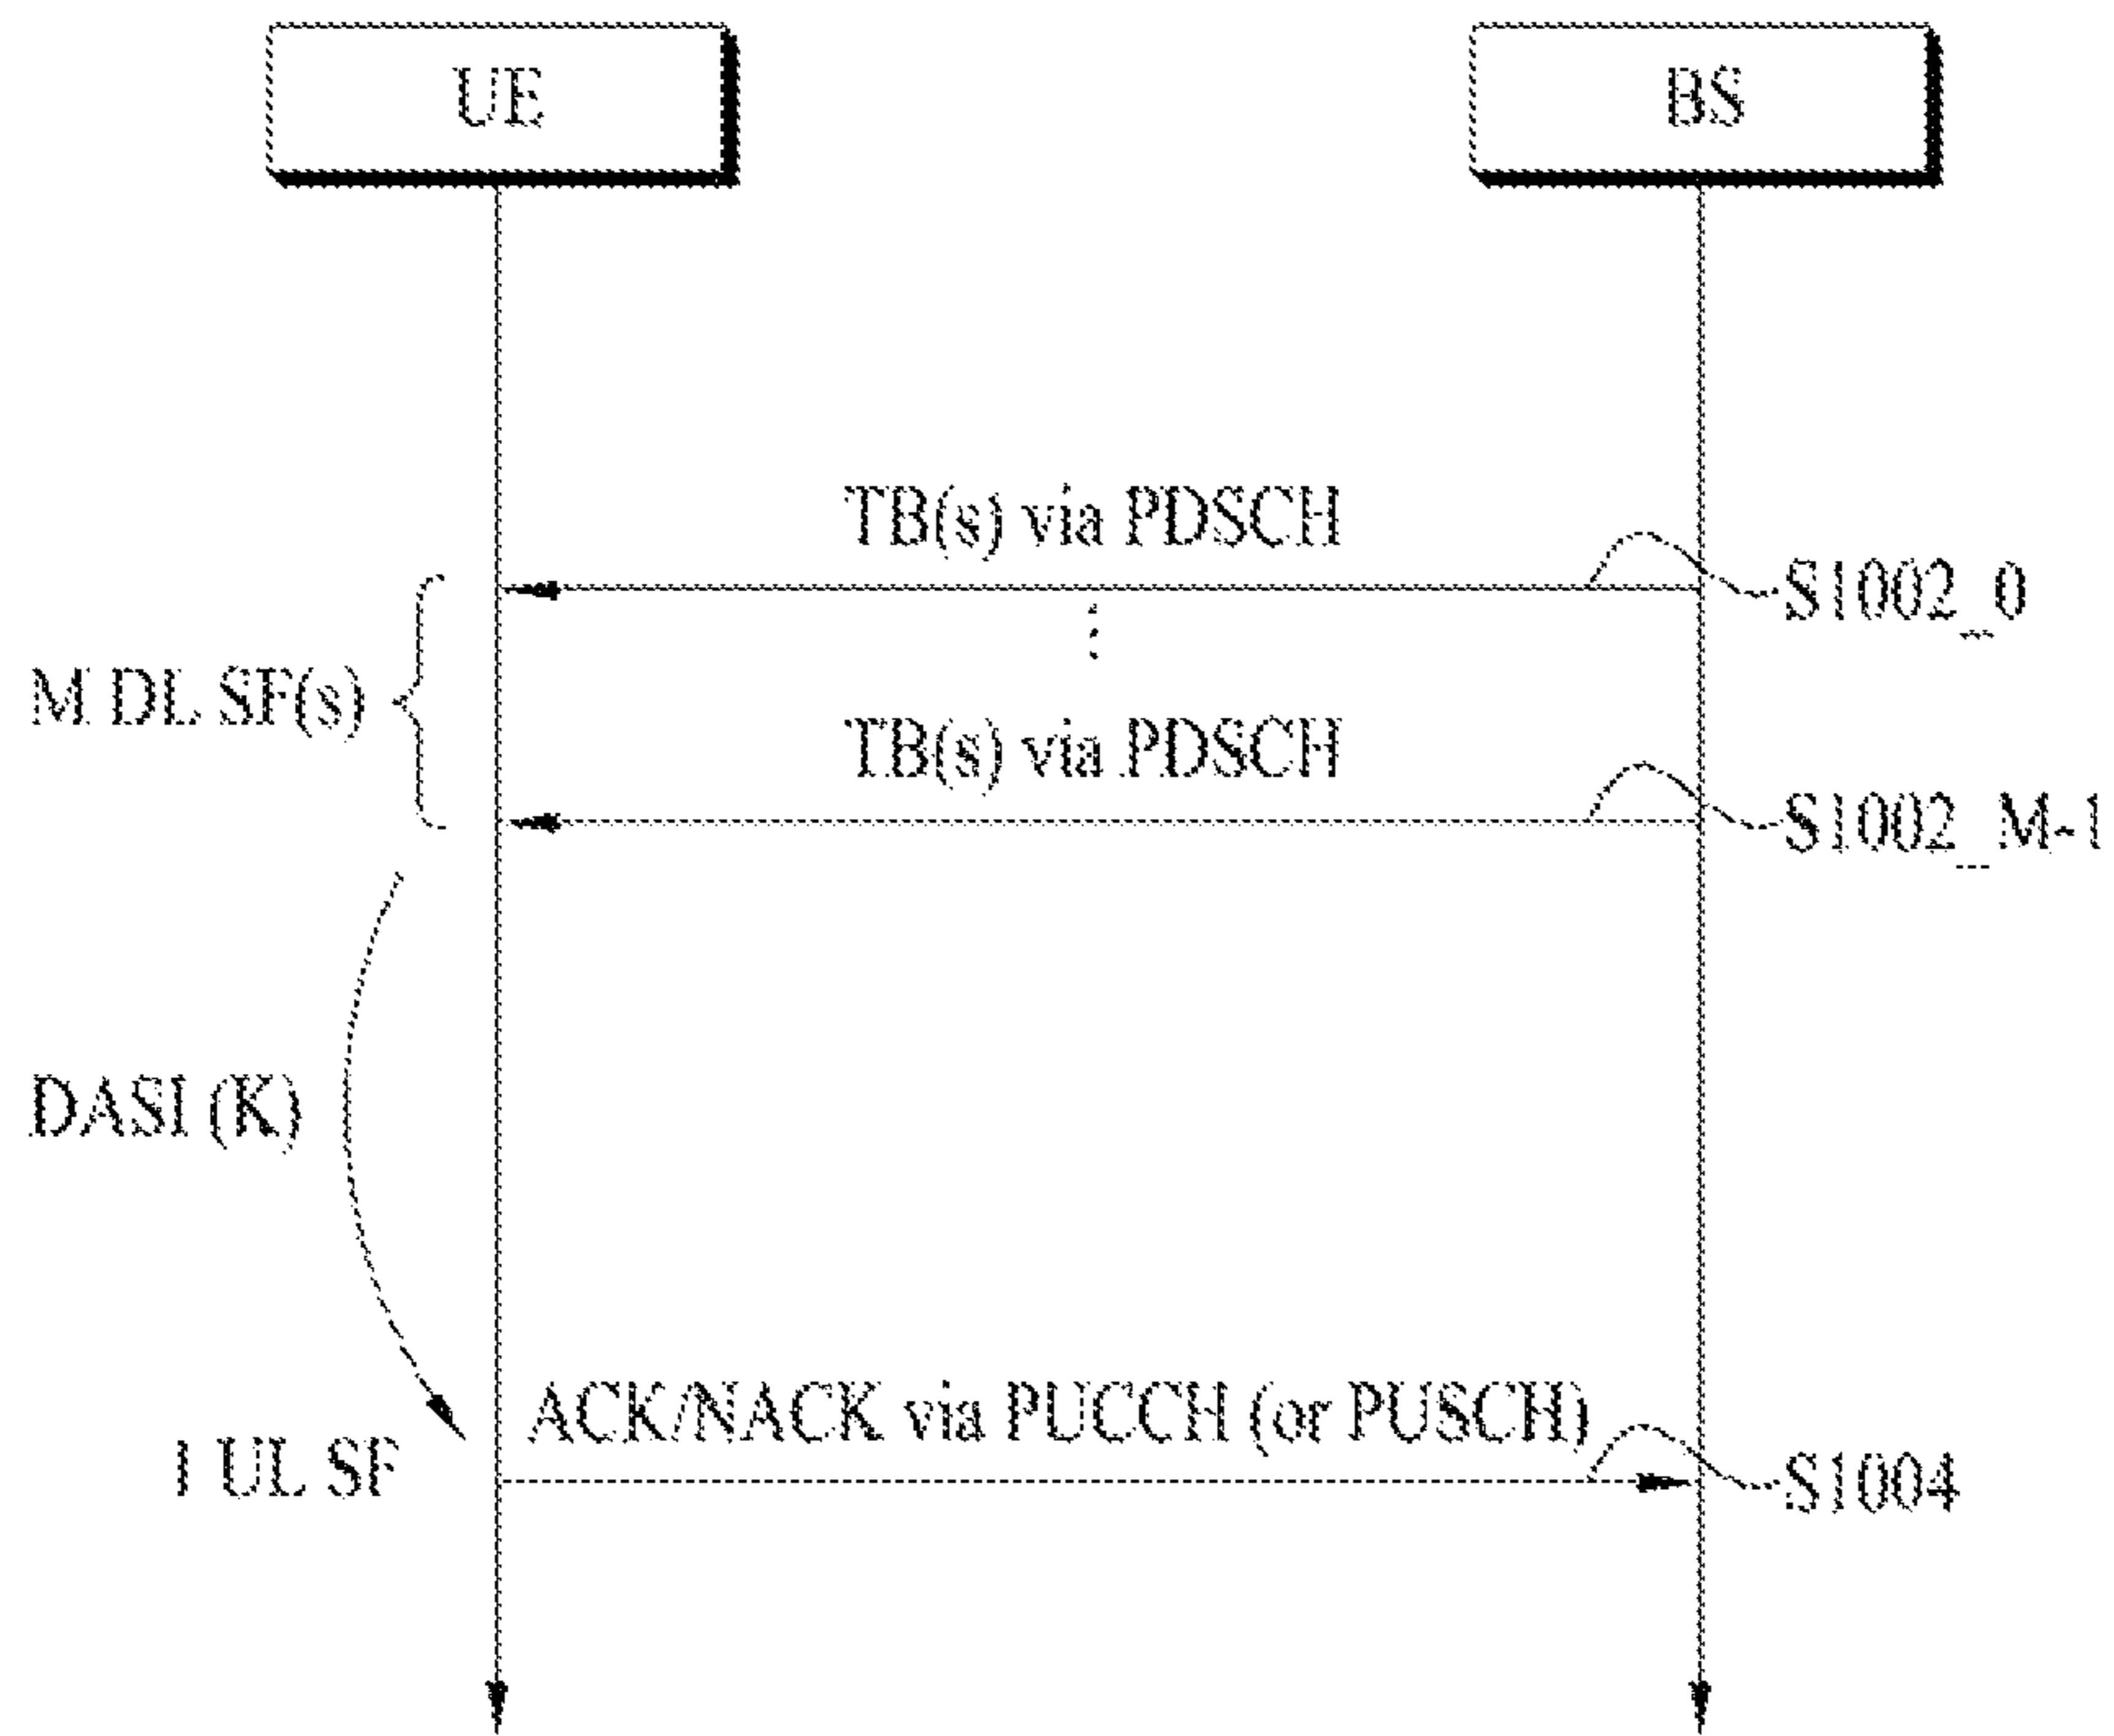 UE
BS
TB(s) via PDSCH
S1002_0
M DL SF(s)
TB(s) via PDSCH
S1002_M-1
DASI (K)
ACK/NACK via PUCCH (or PUSCH)
1 UL SF
S1004